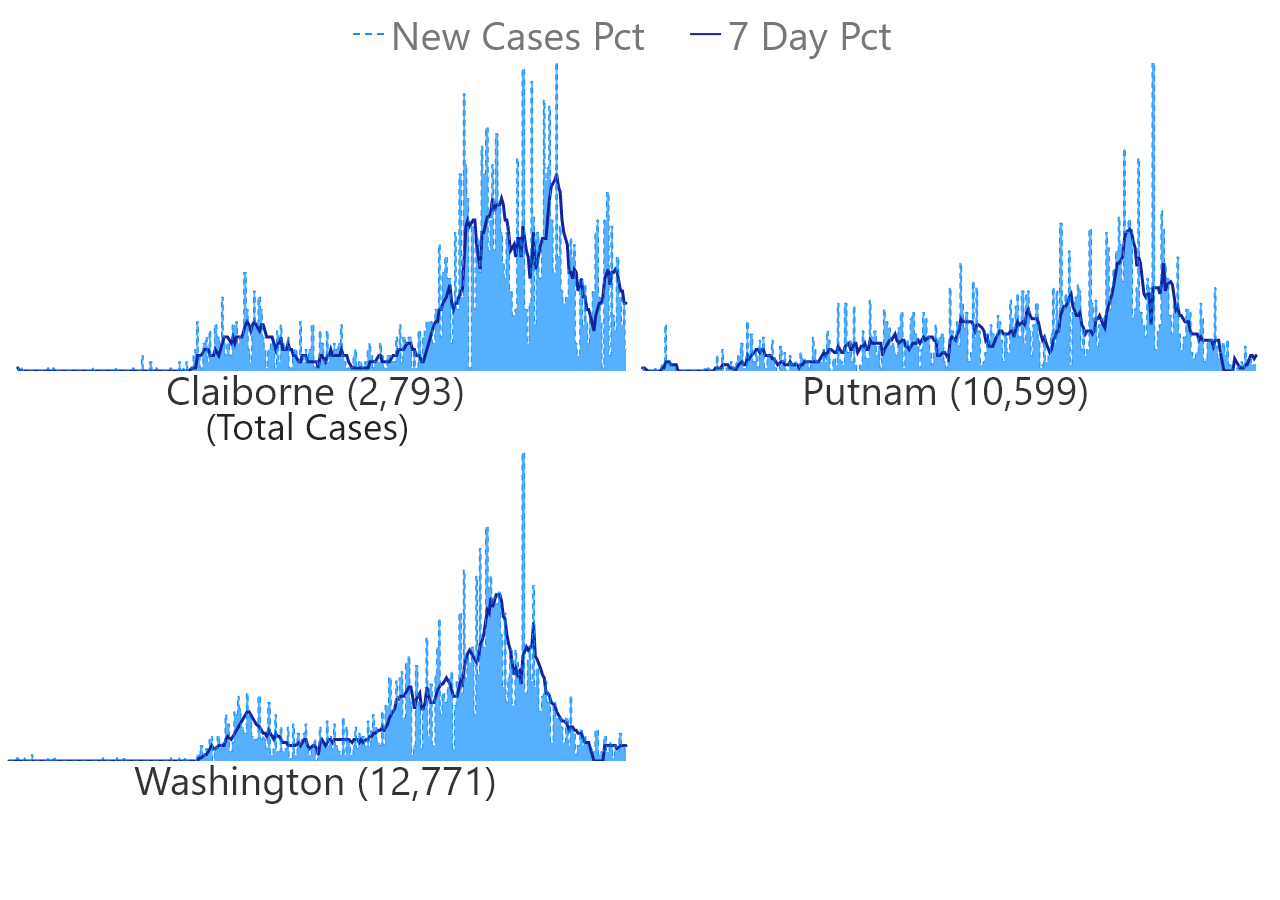 New Cases Pct 7 Day Pct
Claiborne (2,793)
(Total Cases)
Putnam (10,599)
Washington (12,771)